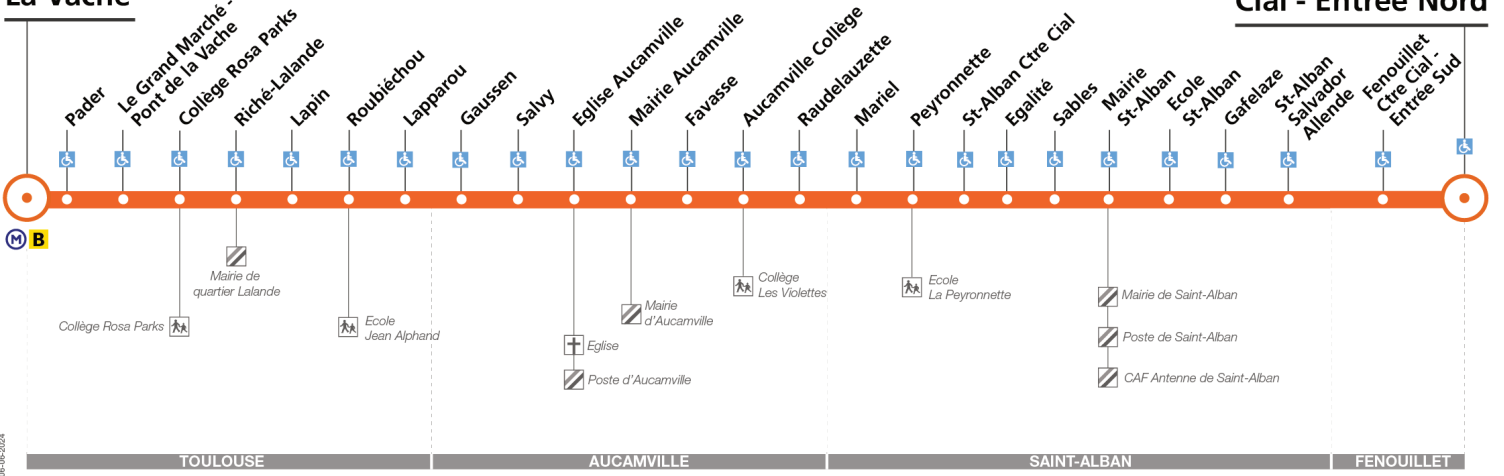 La Vache
Cial - Entrée Nord
Pader
Le Grand Marché -
Pont de la Vache
Collège Rosa Parks
Riché-Lalande
Lapin
Roubiéchou
Lapparou
Gaussen
Salvy
Eglise Aucamville
Mairie Aucamville
Favasse
Aucamville Collège
Raudelauzette
Mariel
Peyronnette
St-Alban Ctre Cial
Egalité
Sables
Mairie
St-Alban
Ecole
St-Alban
Gafelaze
St-Alban
Salvador
Allende
Fenouillet
Ctre Cial -
Entrée Sud
M B
Mairie de
quartier Lalande
Collège Rosa Parks
Ecole
Jean Alphand
Eglise
Poste d'Aucamville
Mairie
d'Aucamville
Collège
Les Violettes
Ecole
La Peyronnette
Mairie de Saint-Alban
Poste de Saint-Alban
CAF Antenne de Saint-Alban
TOULOUSE
AUCAMVILLE
SAINT-ALBAN
FENOUILLET
06-06-2024